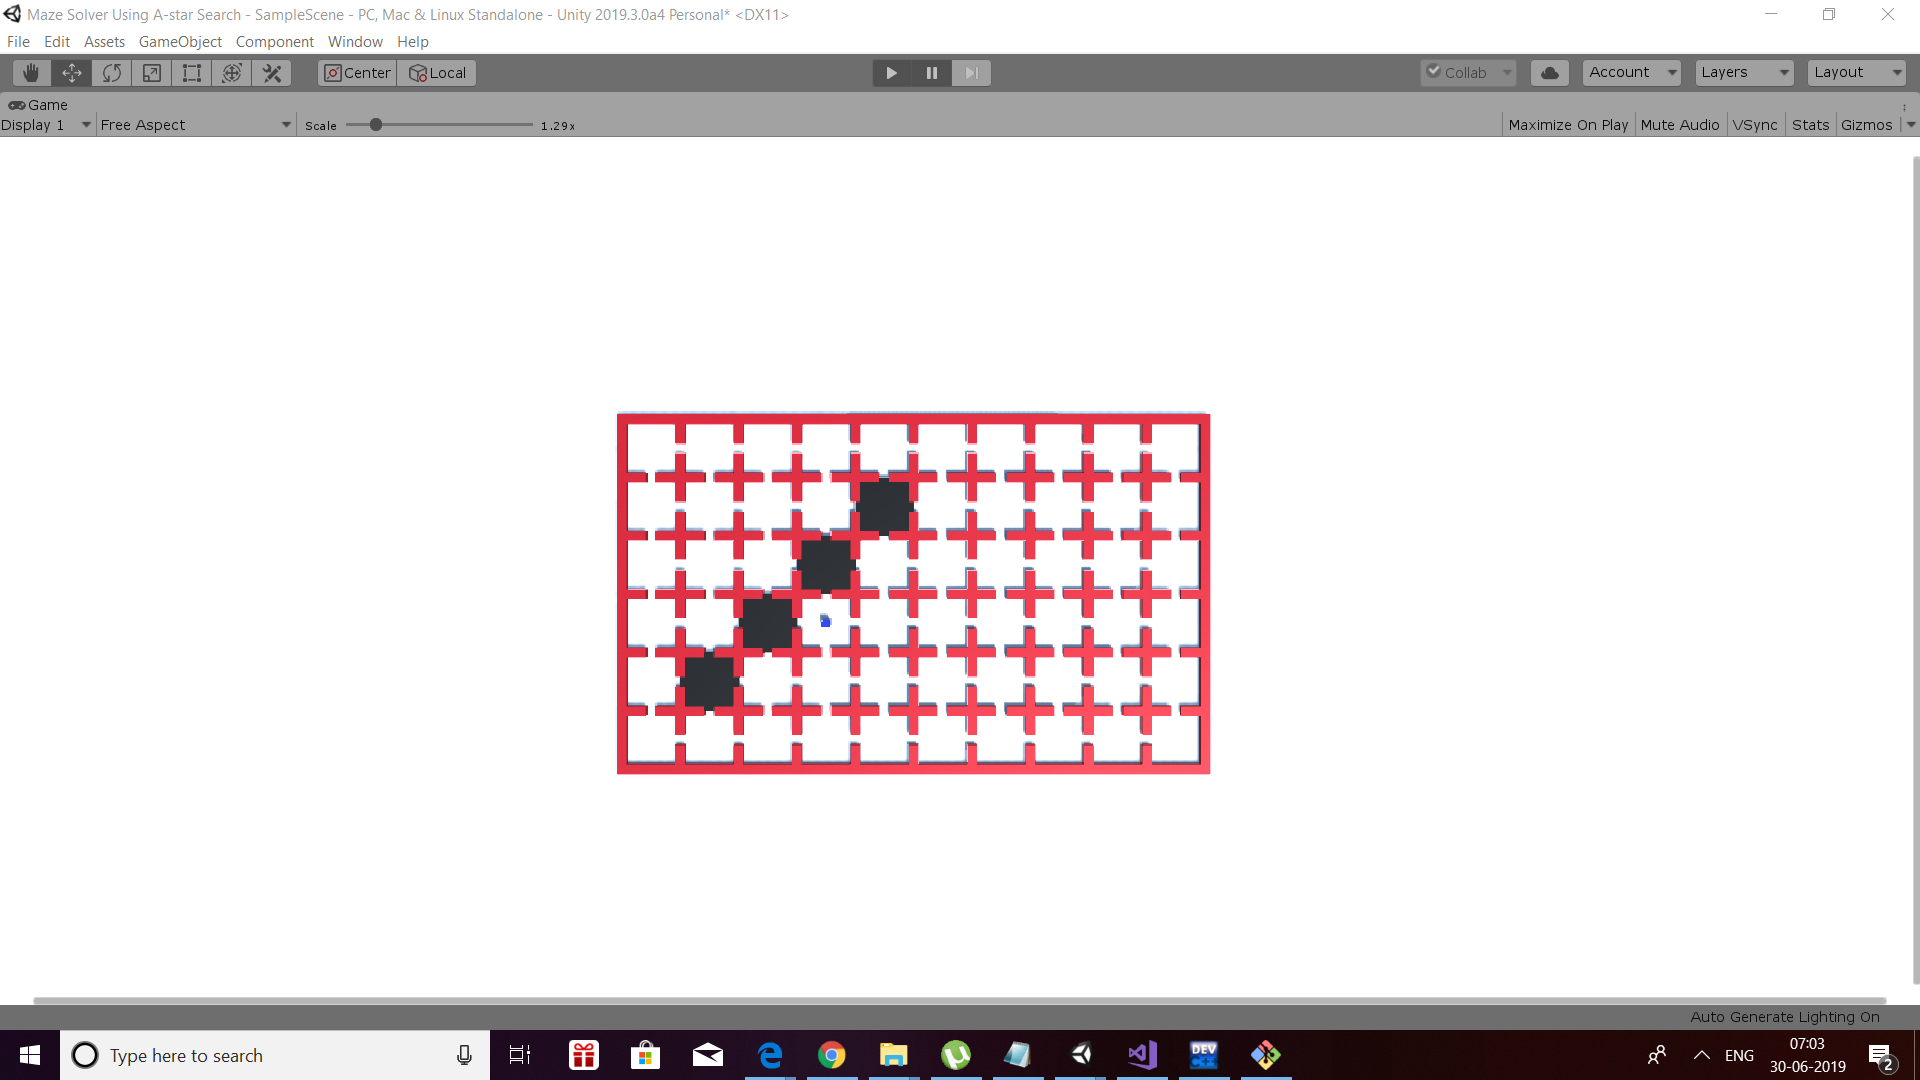 Maze Solver Using A-star Search - SampleScene - PC, Mac & Linux Standalone - Unity 2019.3.0a4 Personal* <DX11>
File Edit Assets GameObject Component Window Help
Center Local Collab Account Layers Layout
Game
Display 1 Free Aspect Scale 1.29x Maximize On Play Mute Audio VSync Stats Gizmos
Auto Generate Lighting On
Type here to search DEV C++ ENG 07:03
30-06-2019 2